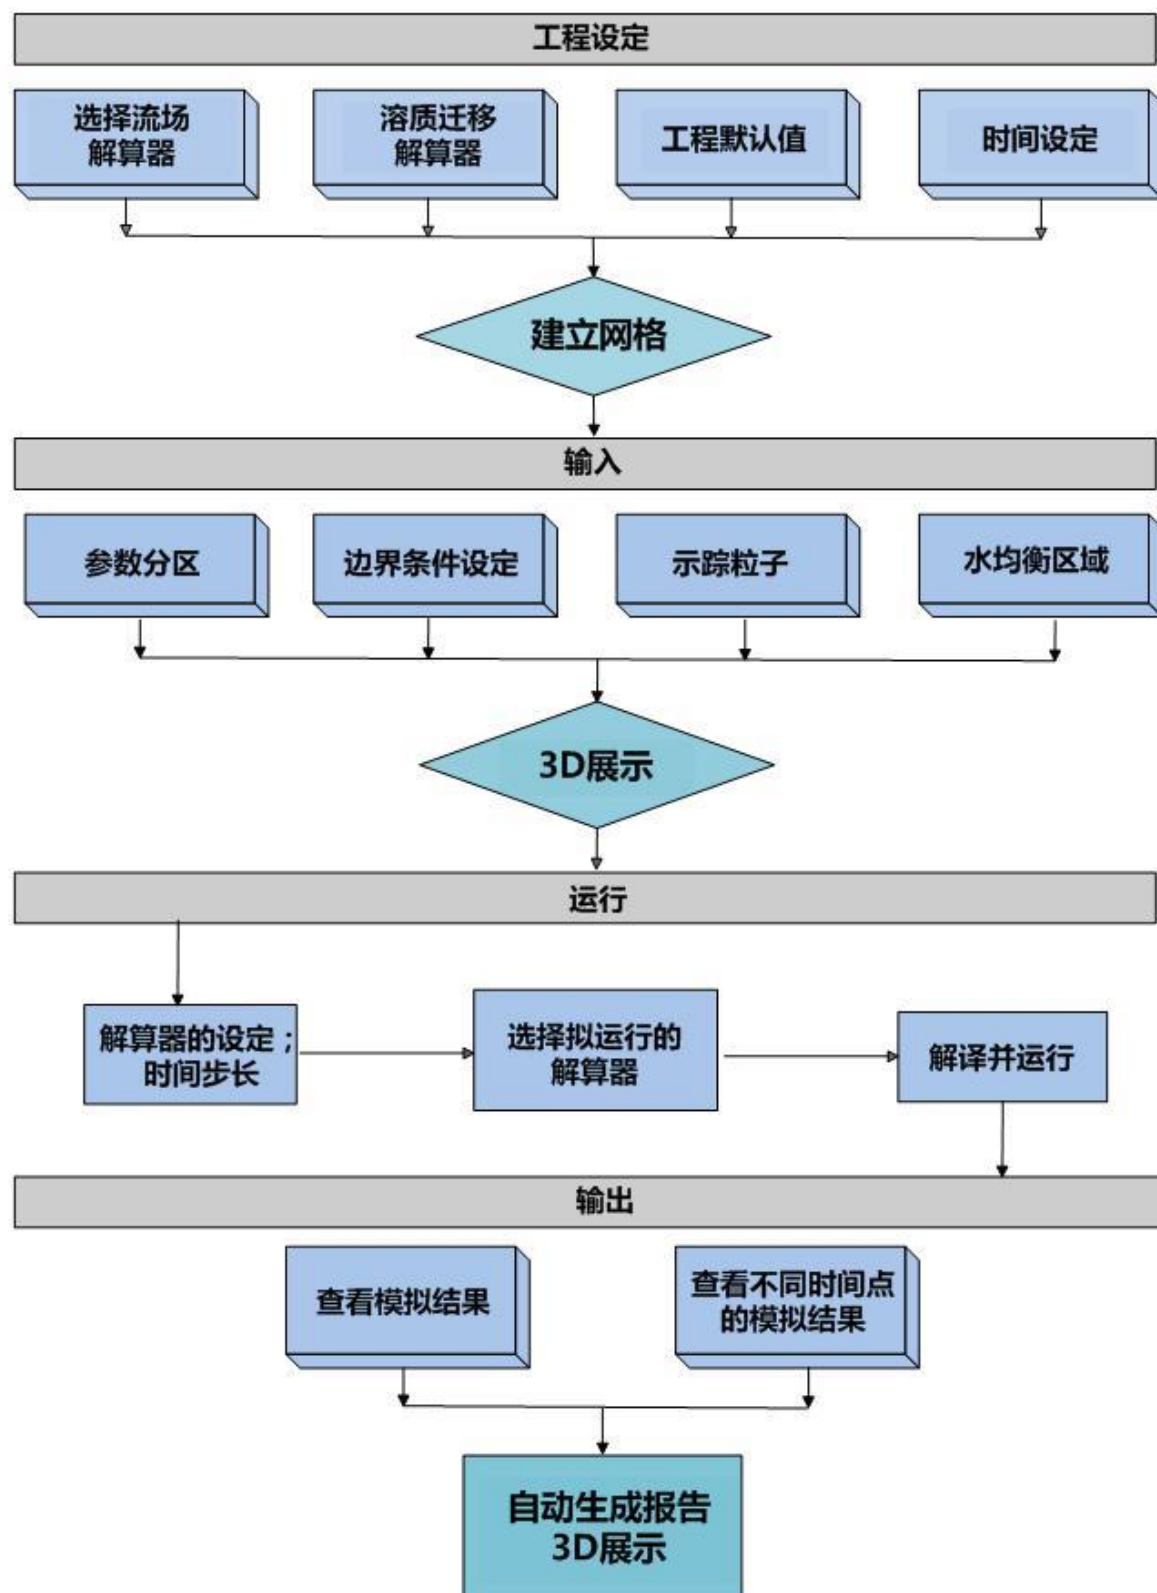 工程设定
选择流场
解算器
溶质迁移
解算器
工程默认值
时间设定
建立网格
输入
参数分区
边界条件设定
示踪粒子
水均衡区域
3D展示
运行
解算器的设定；
时间步长
选择拟运行的
解算器
解译并运行
输出
查看模拟结果
查看不同时间点
的模拟结果
自动生成报告
3D展示